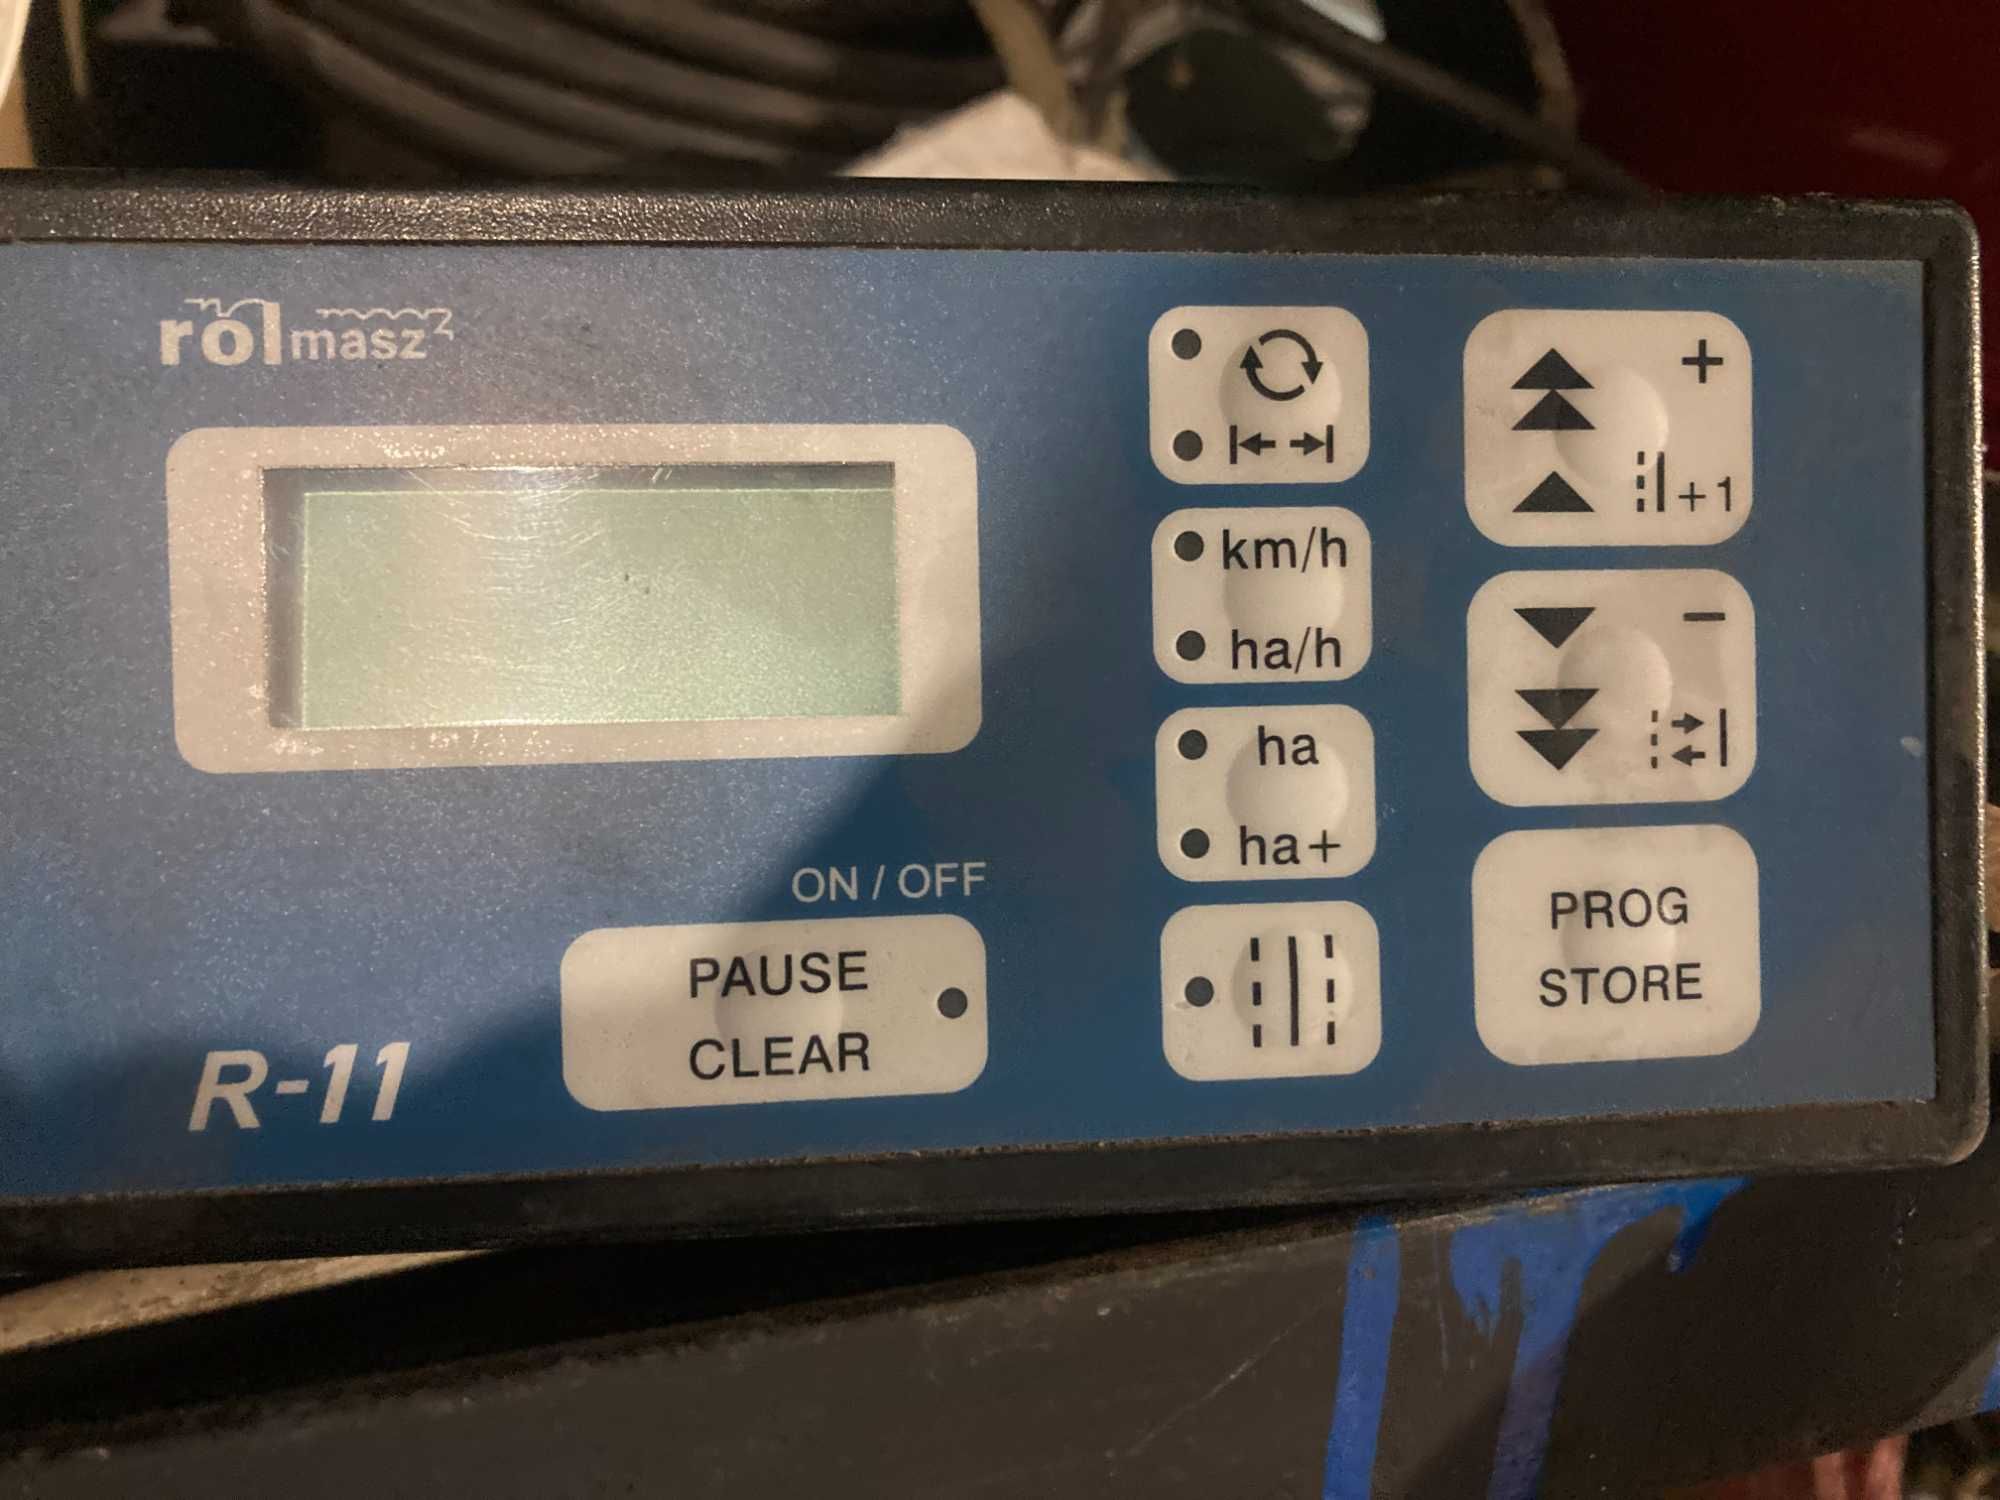 rolmasz
km/h
ha/h
ha
ha+
+
+1
−
ON / OFF
PAUSE
CLEAR
PROG
STORE
R-11